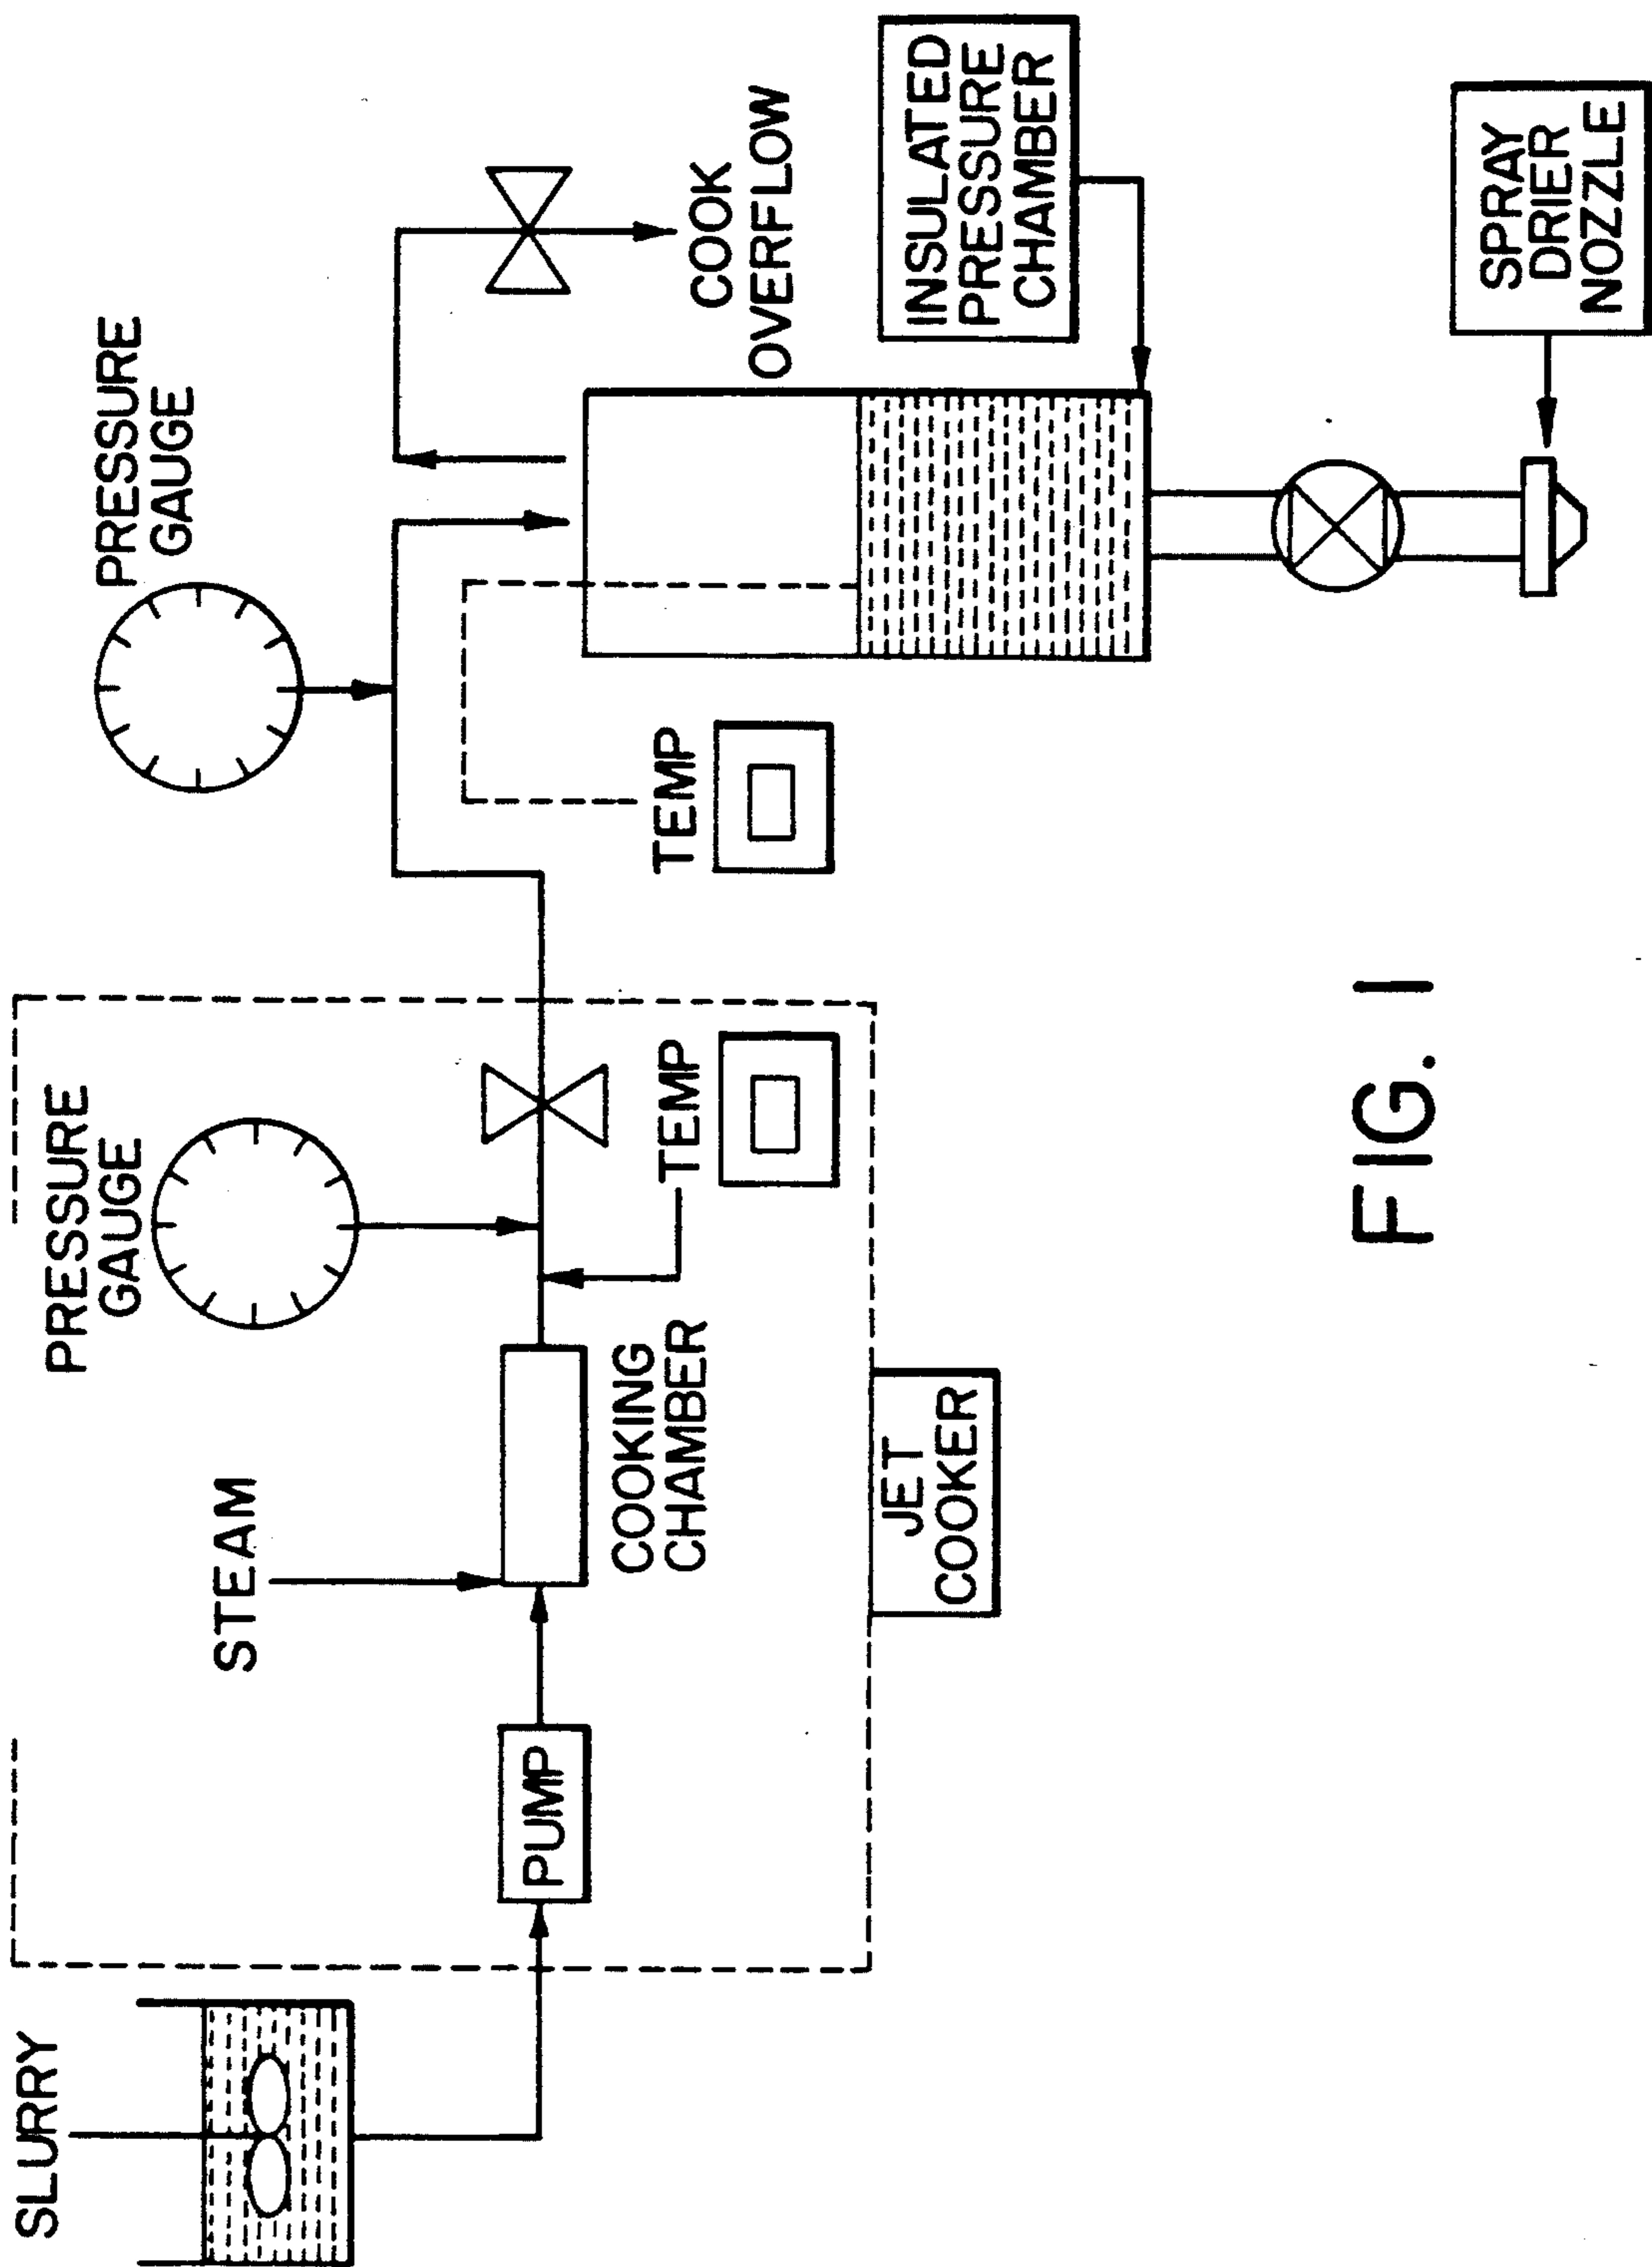 SLURRY
PUMP
STEAM
COOKING
CHAMBER
PRESSURE
GAUGE
TEMP
JET
COOKER
PRESSURE
GAUGE
TEMP
COOK
OVERFLOW
INSULATED
PRESSURE
CHAMBER
SPRAY
DRIER
NOZZLE
FIG. 1